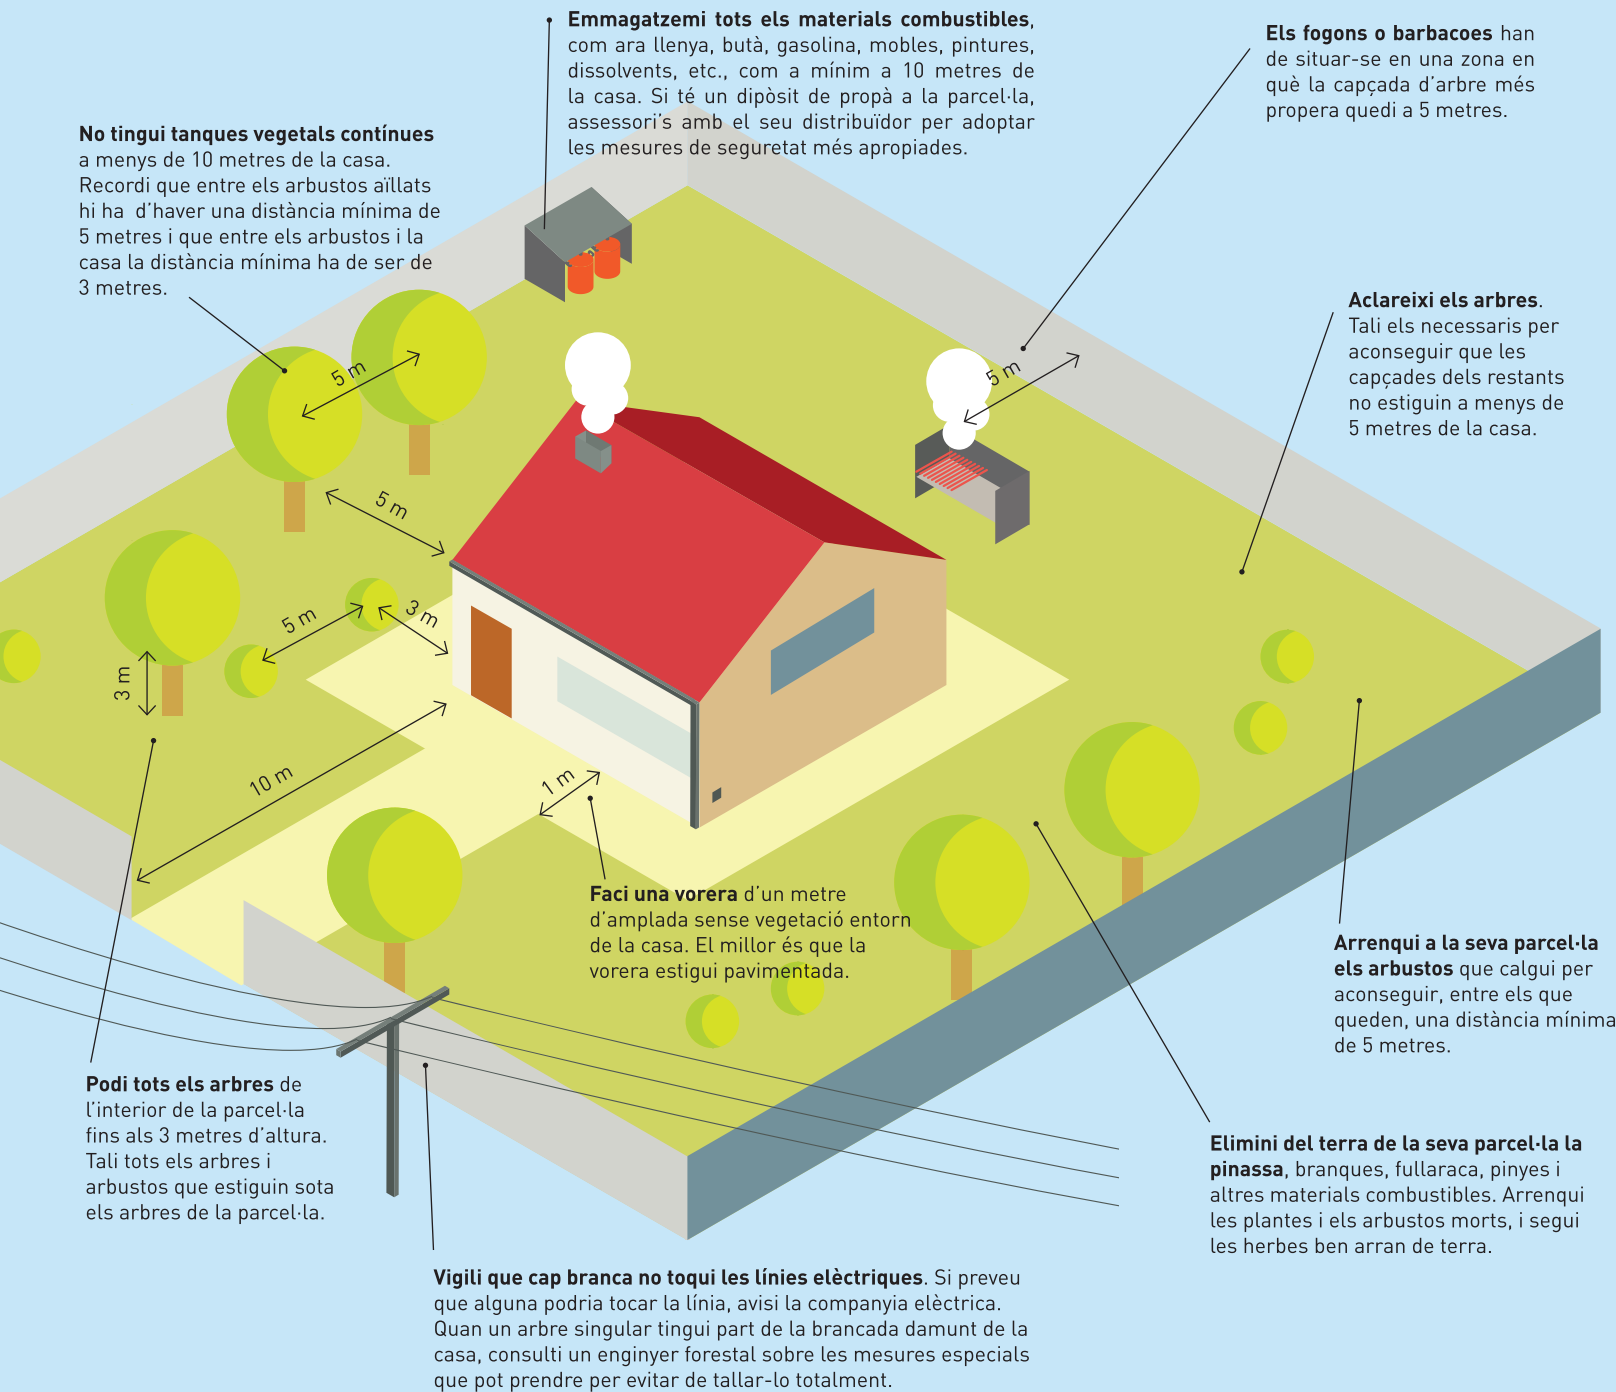 Emmagatzemi tots els materials combustibles,
com ara llenya, butà, gasolina, mobles, pintures,
dissolvents, etc., com a mínim a 10 metres de
la casa. Si té un dipòsit de propà a la parcel·la,
assessori’s amb el seu distribuïdor per adoptar
les mesures de seguretat més apropiades.
Els fogons o barbacoes han
de situar-se en una zona en
què la capçada d’arbre més
propera quedi a 5 metres.
No tingui tanques vegetals contínues
a menys de 10 metres de la casa.
Recordi que entre els arbustos aïllats
hi ha d’haver una distància mínima de
5 metres i que entre els arbustos i la
casa la distància mínima ha de ser de
3 metres.
Aclareixi els arbres.
Tali els necessaris per
aconseguir que les
capçades dels restants
no estiguin a menys de
5 metres de la casa.
5 m
5 m
5 m
5 m
3 m
3 m
10 m
1 m
Faci una vorera d’un metre
d’amplada sense vegetació entorn
de la casa. El millor és que la
vorera estigui pavimentada.
Arrenqui a la seva parcel·la
els arbustos que calgui per
aconseguir, entre els que
queden, una distància mínima
de 5 metres.
Podi tots els arbres de
l’interior de la parcel·la
fins als 3 metres d’altura.
Tali tots els arbres i
arbustos que estiguin sota
els arbres de la parcel·la.
Elimini del terra de la seva parcel·la la
pinassa, branques, fullaraca, pinyes i
altres materials combustibles. Arrenqui
les plantes i els arbustos morts, i segui
les herbes ben arran de terra.
Vigili que cap branca no toqui les línies elèctriques. Si preveu
que alguna podria tocar la línia, avisi la companyia elèctrica.
Quan un arbre singular tingui part de la brancada damunt de la
casa, consulti un enginyer forestal sobre les mesures especials
que pot prendre per evitar de tallar-lo totalment.